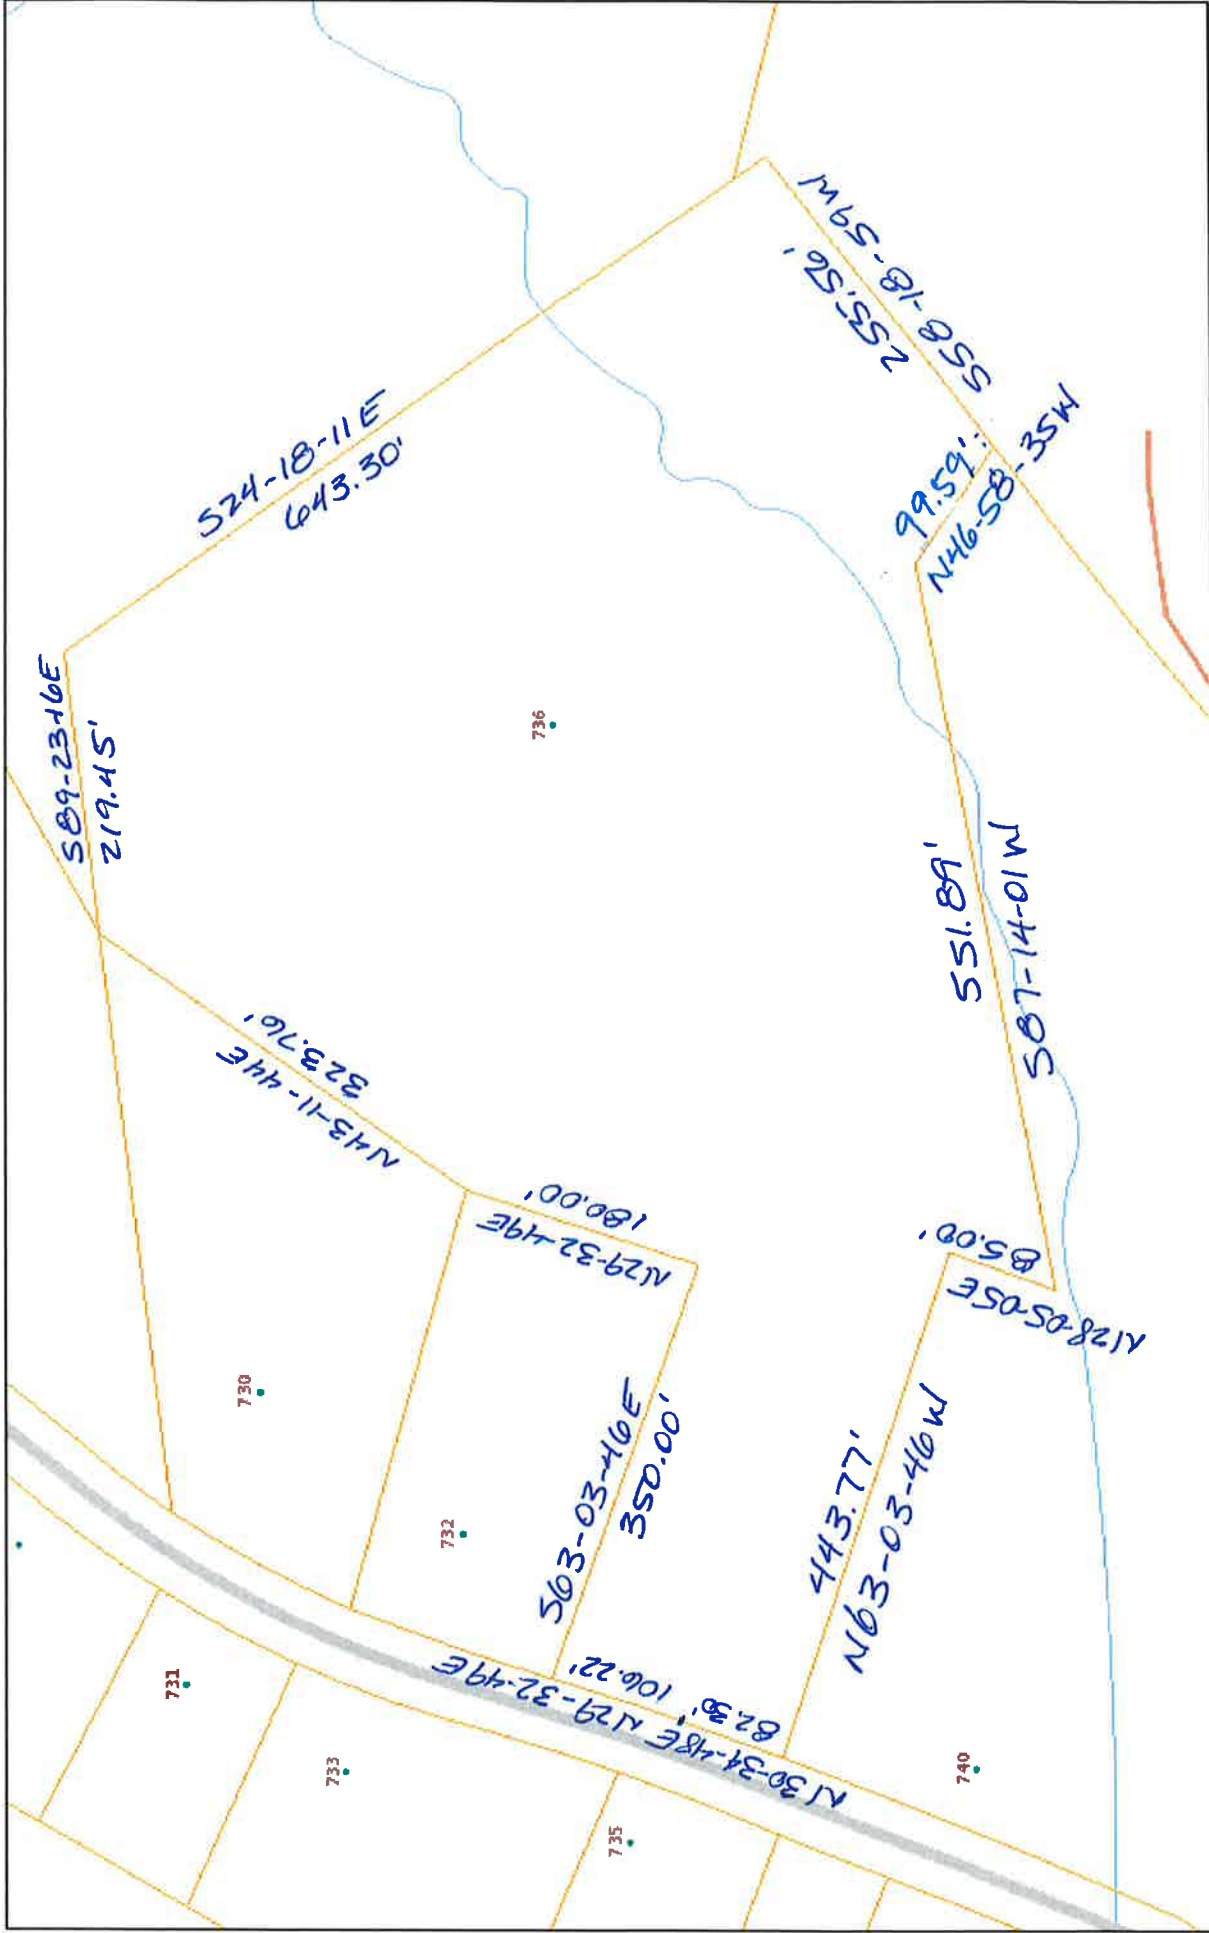 S89-23-16E
219.45'
S24-18-11E
643.30'
S58-18-59W
255.56'
99.59'
N46-58-35W
551.89'
S87-14-01W
85.00'
N28-05-05E
443.77'
N63-03-46W
82.30'
N30-34-48E
106.22'
N29-32-49E
S63-03-46E
350.00'
180.00'
N29-32-49E
323.76'
N43-11-44E
736
730
732
731
733
735
740